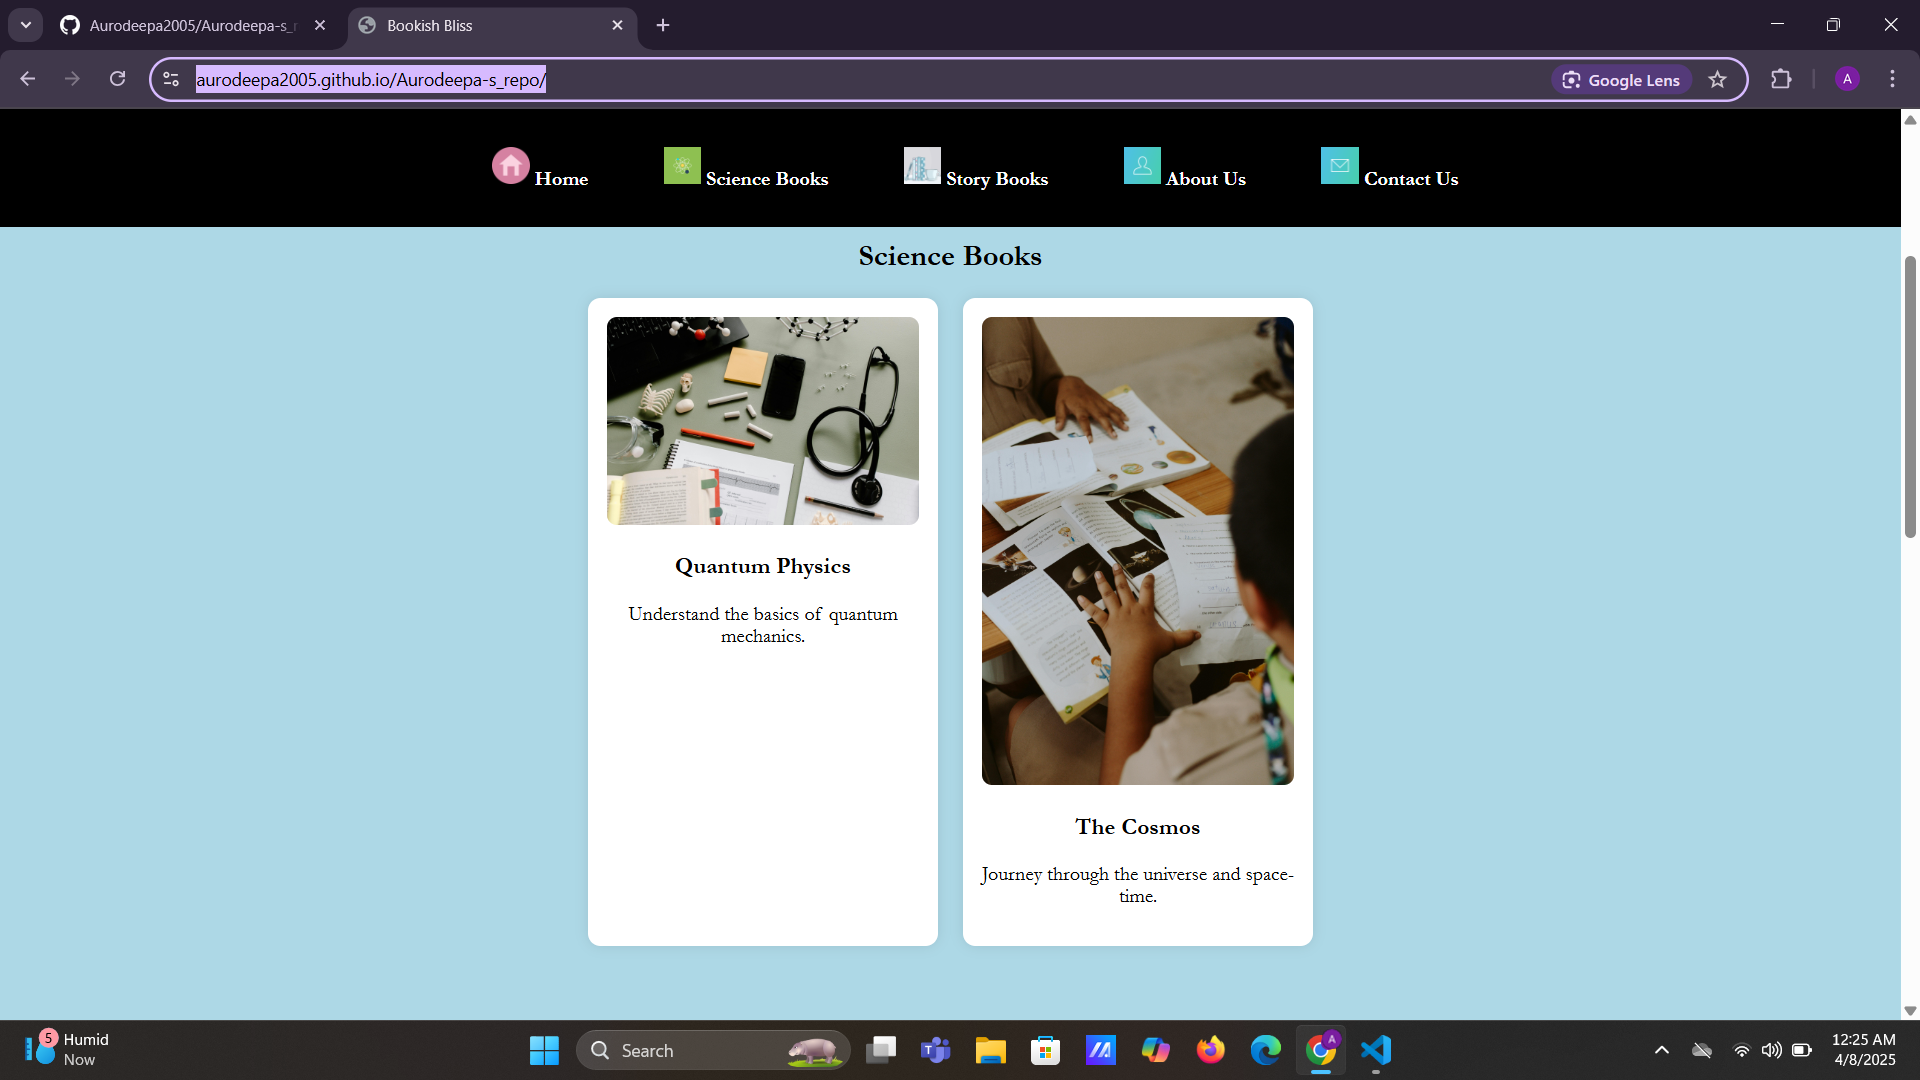 Aurodeepa2005/Aurodeepa-s_r
Bookish Bliss
aurodeepa2005.github.io/Aurodeepa-s_repo/
Google Lens
A
Home
Science Books
Story Books
About Us
Contact Us
Science Books
Quantum Physics
Understand the basics of quantum
mechanics.
The Cosmos
Journey through the universe and space-
time.
5
Humid
Now
Search
T
A
12:25 AM
4/8/2025